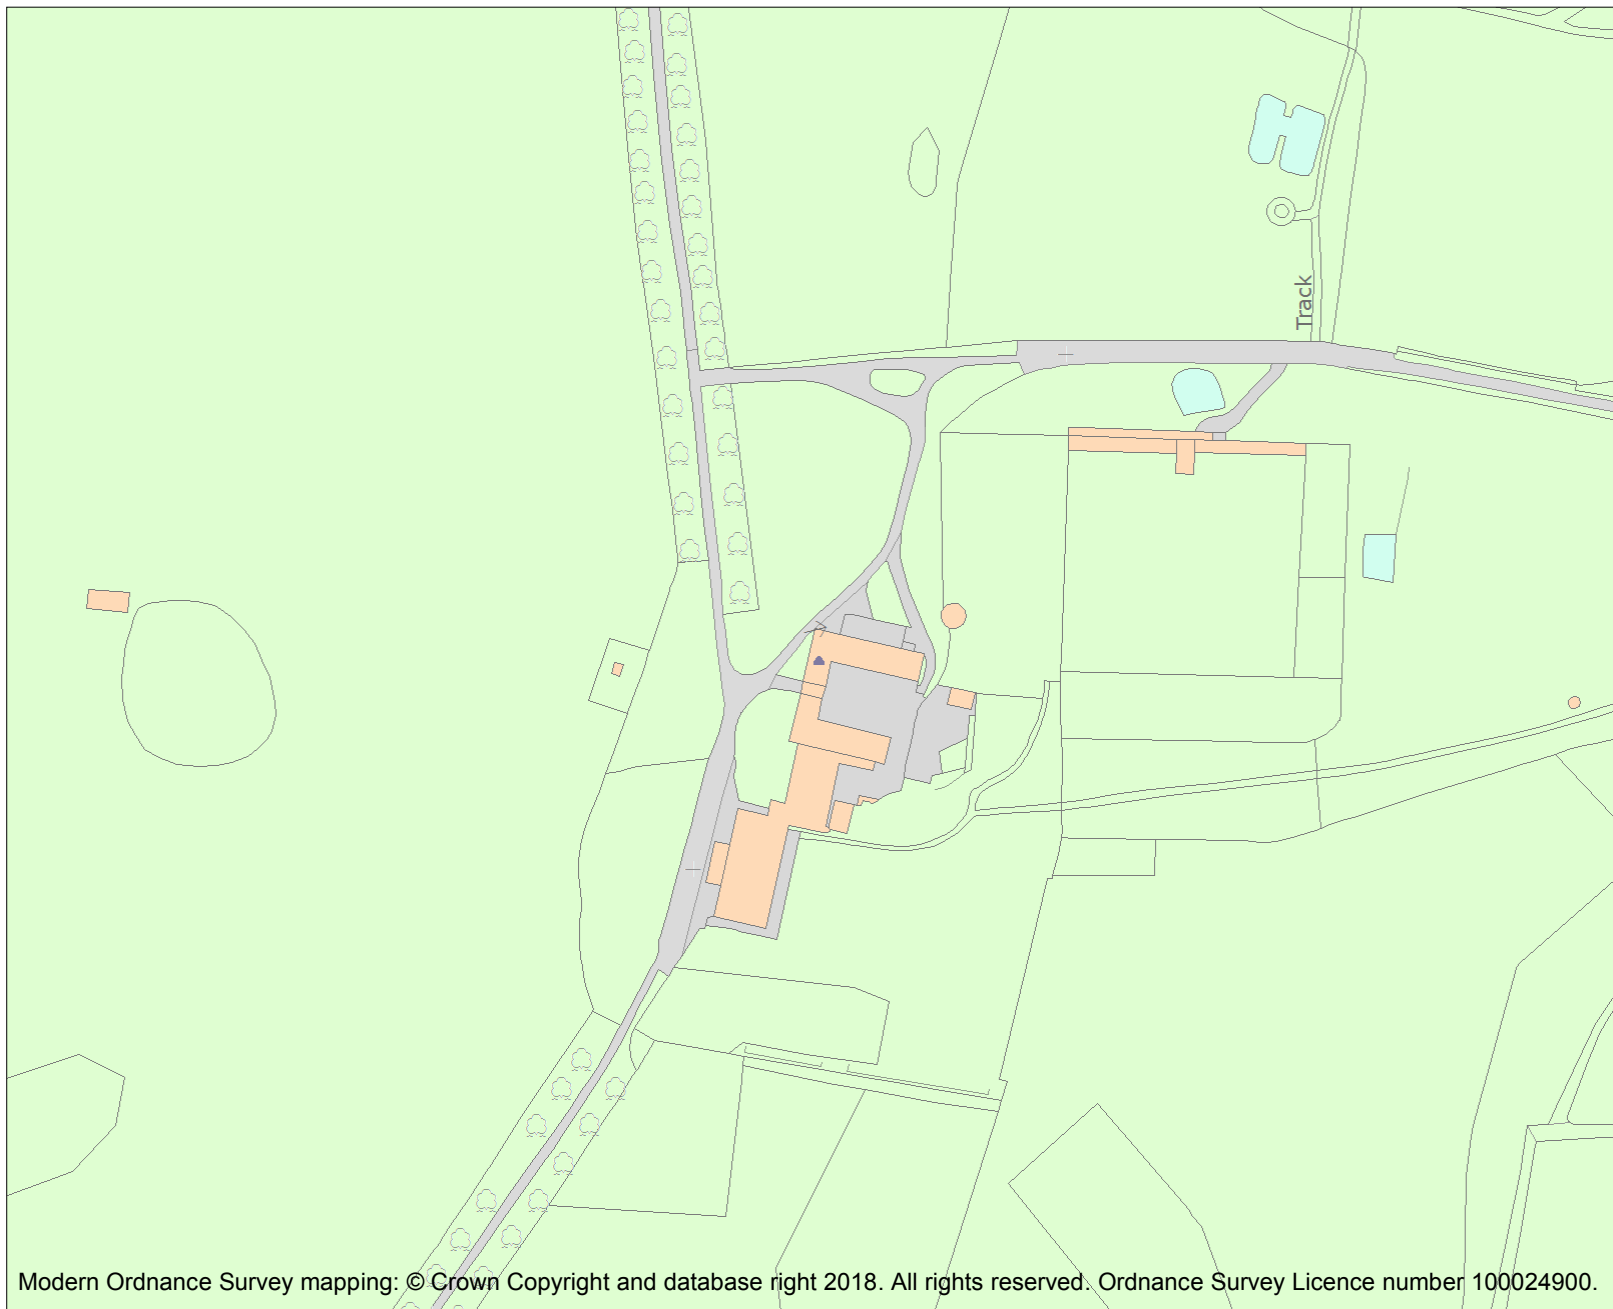 Track
Modern Ordnance Survey mapping: © Crown Copyright and database right 2018. All rights reserved. Ordnance Survey Licence number 100024900.